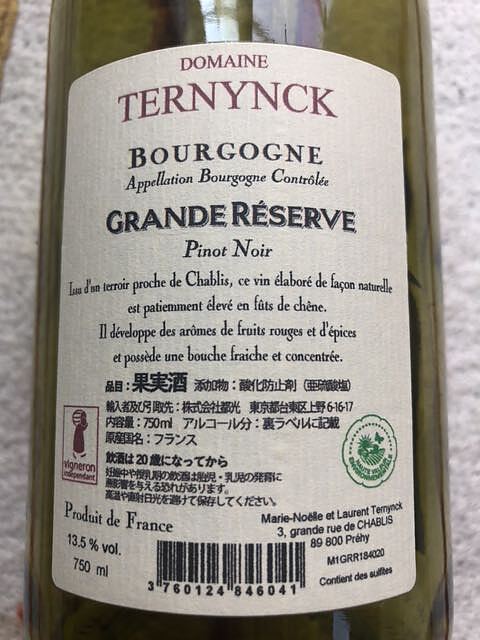 DOMAINE
TERNYNCK
BOURGOGNE
Appellation Bourgogne Contrôlée
GRANDE RÉSERVE
Pinot Noir
Issu d'un terroir proche de Chablis, ce vin élaboré de façon naturelle
est patiemment élevé en fûts de chêne.
Il développe des arômes de fruits rouges et d'épices
et possède une bouche fraiche et concentrée.
品目：果実酒 添加物：酸化防止剤（亜硫酸塩）
輸入者及び引取先：株式会社都光 東京都台東区上野6-16-17
内容量：750ml アルコール分：裏ラベルに記載
原産国名：フランス
飲酒は20歳になってから
妊娠中や授乳期の飲酒は胎児・乳児の発育に
悪影響を与える恐れがあります。
高温や直射日光を避けて保存してください。
vigneron
indépendant
HAUTE VALEUR
ENVIRONNEMENTALE
Produit de France
13.5 % vol.
750 ml
Marie-Noëlle et Laurent Ternynck
3, grande rue de CHABLIS
89 800 Préhy
M1GRR184020
Contient des sulfites
3 760124 846041